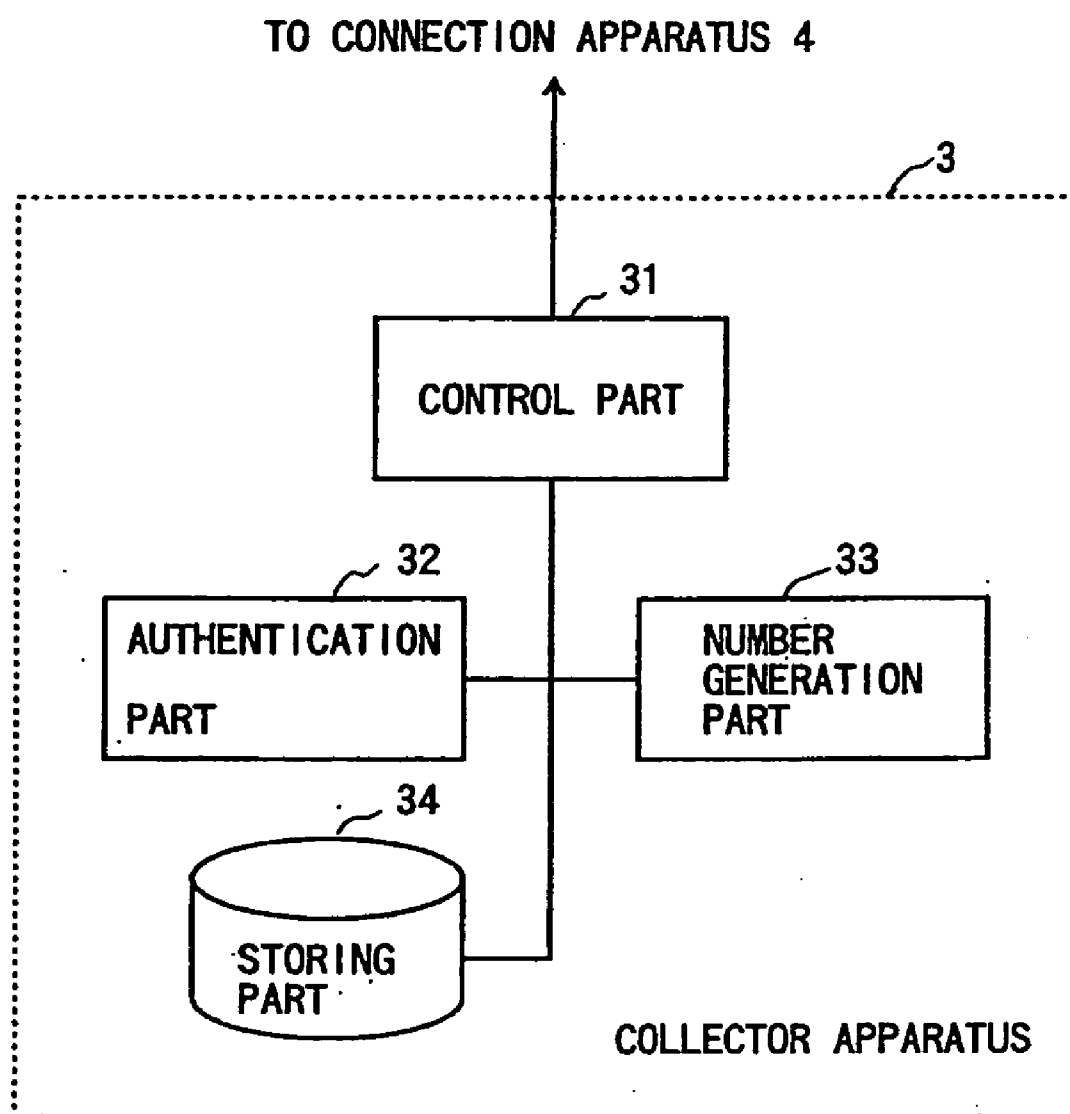 TO CONNECTION APPARATUS 4
3
31
CONTROL PART
32
33
AUTHENTICATION
PART
NUMBER
GENERATION
PART
34
STORING
PART
COLLECTOR APPARATUS